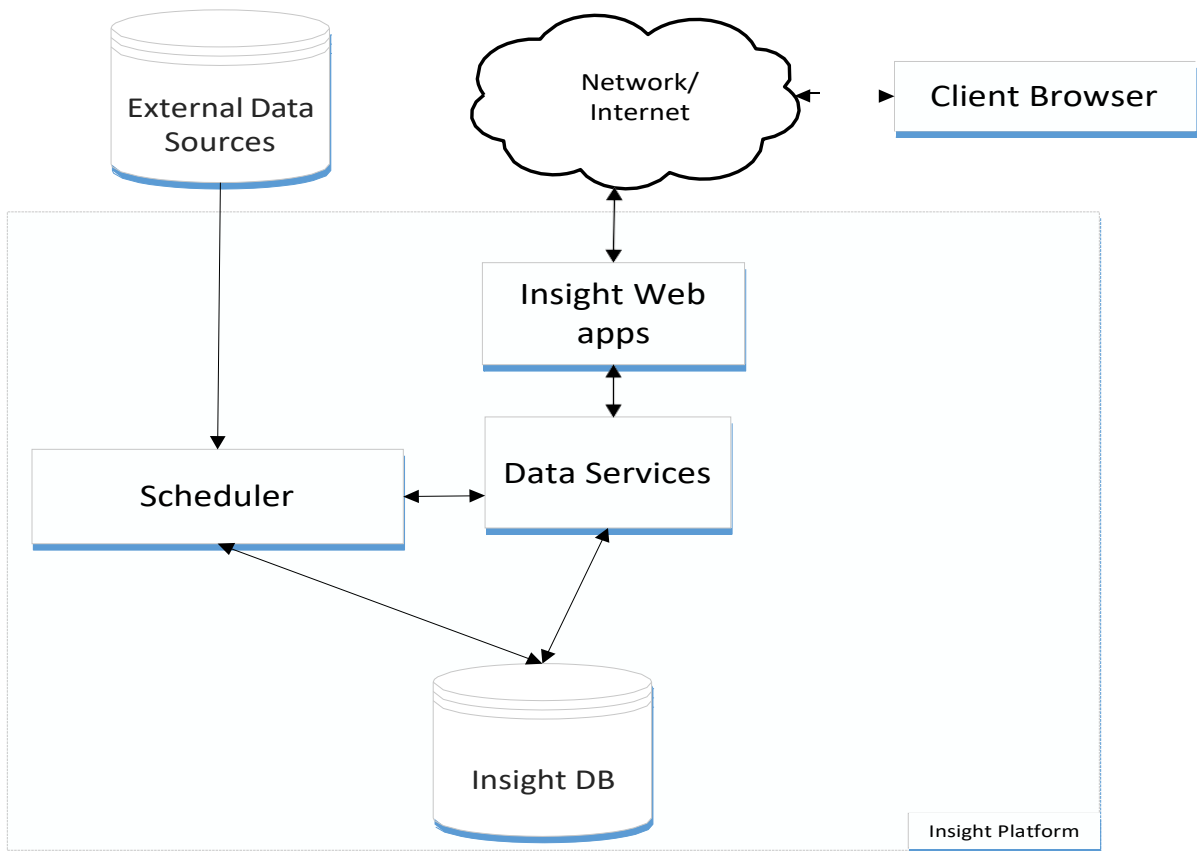 External Data
Sources
Network/
Internet
Client Browser
Insight Web
apps
Scheduler
Data Services
Insight DB
Insight Platform